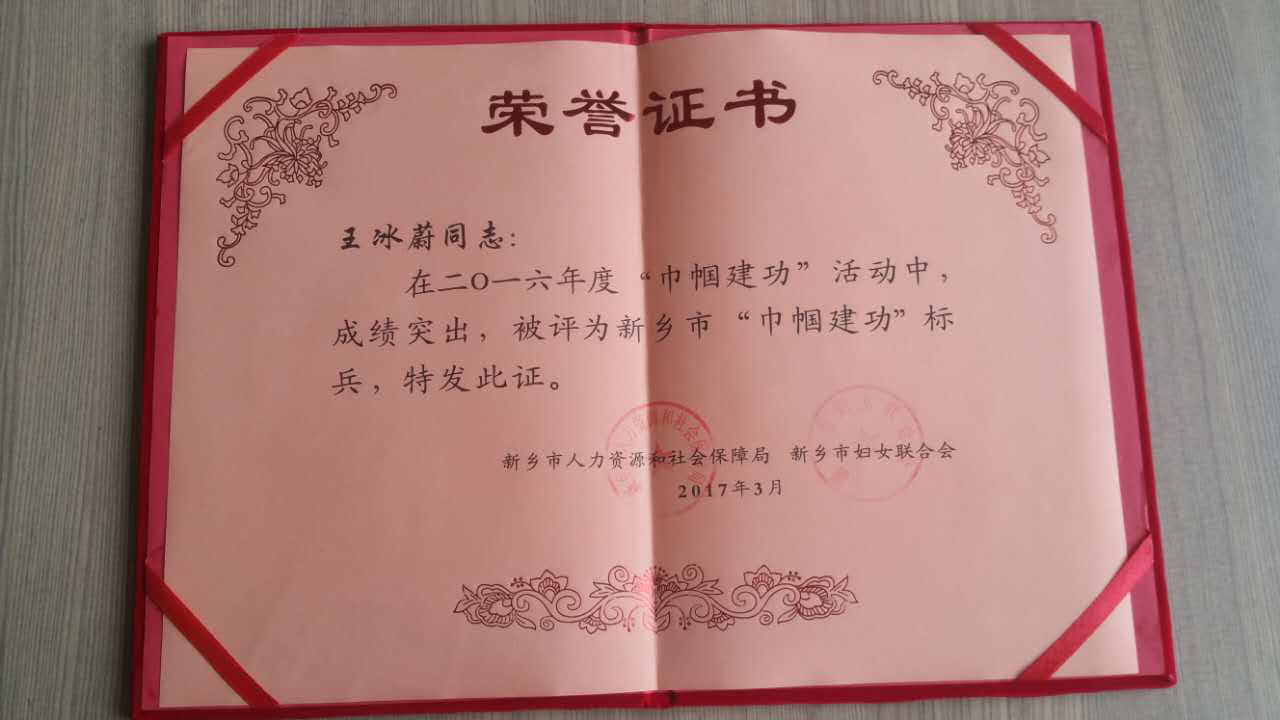 荣誉证书
王冰蔚同志：
在二O一六年度“巾帼建功”活动中，
成绩突出，被评为新乡市“巾帼建功”标
兵，特发此证。
新乡市人力资源和社会保障局 新乡市妇女联合会
2017年3月